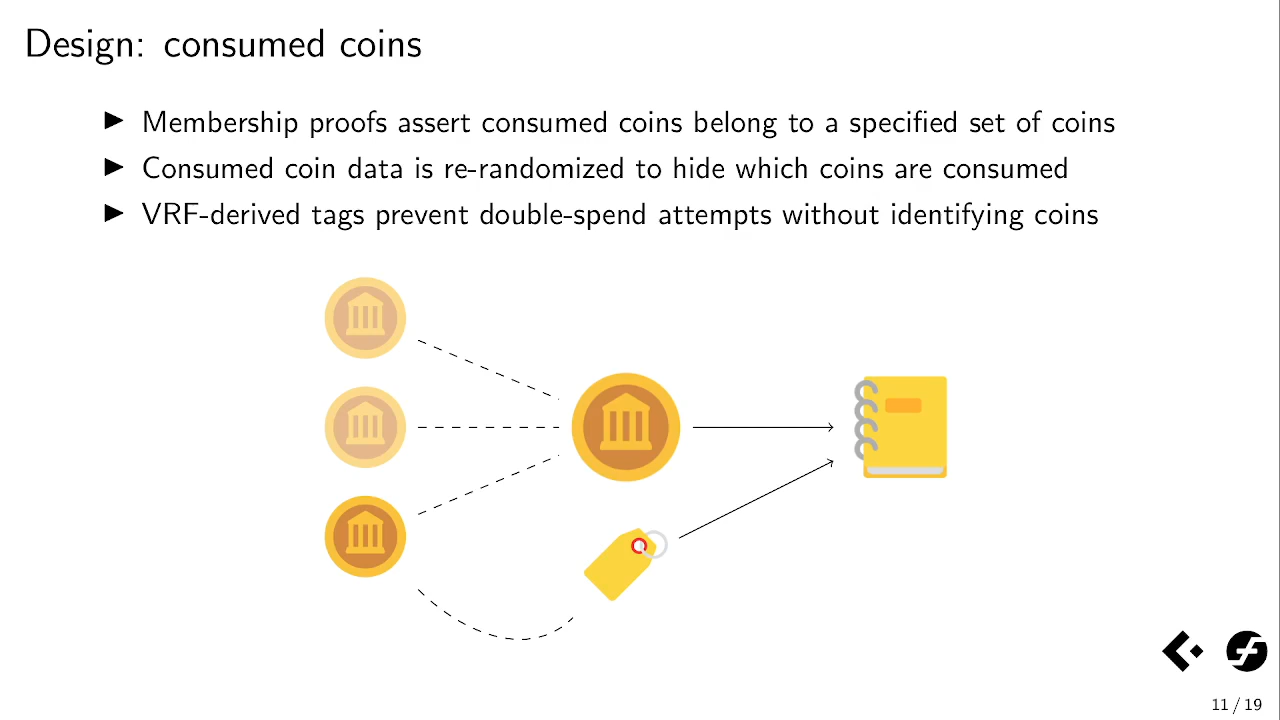 Design: consumed coins
▶ Membership proofs assert consumed coins belong to a specified set of coins
▶ Consumed coin data is re-randomized to hide which coins are consumed
▶ VRF-derived tags prevent double-spend attempts without identifying coins
11 / 19